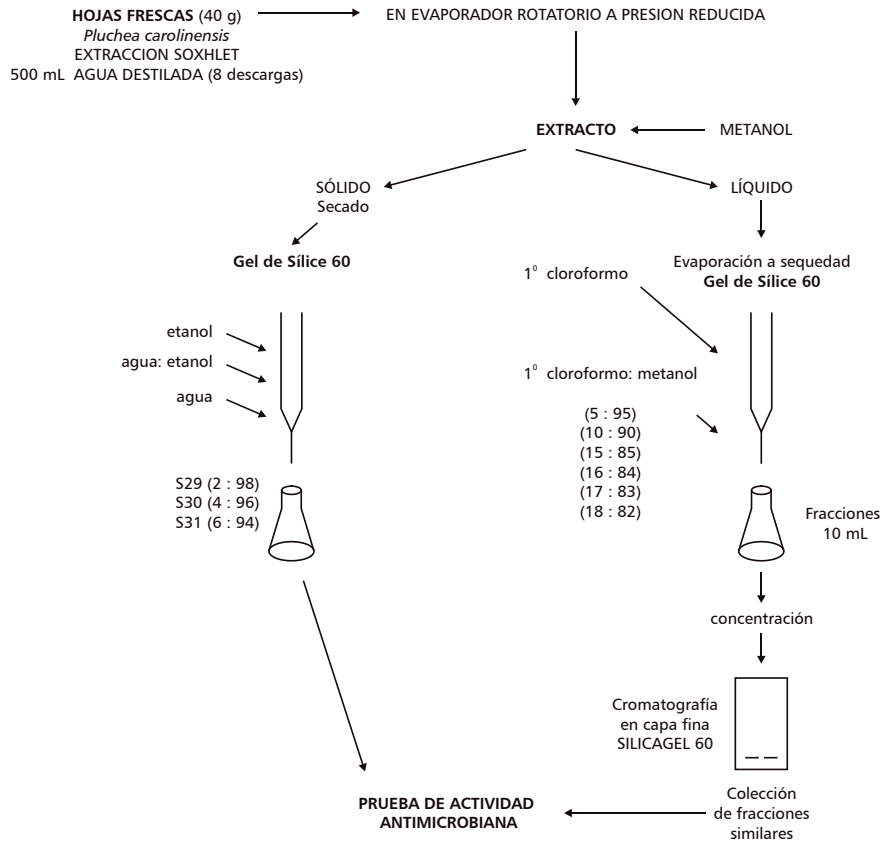 HOJAS FRESCAS (40 g)
Pluchea carolinensis
EXTRACCION SOXHLET
500 mL AGUA DESTILADA (8 descargas)
EN EVAPORADOR ROTATORIO A PRESION REDUCIDA
EXTRACTO
METANOL
SÓLIDO
Secado
Gel de Sílice 60
etanol
agua: etanol
agua
S29 (2 : 98)
S30 (4 : 96)
S31 (6 : 94)
LÍQUIDO
Evaporación a sequedad
Gel de Sílice 60
1⁰ cloroformo
1⁰ cloroformo: metanol
(5 : 95)
(10 : 90)
(15 : 85)
(16 : 84)
(17 : 83)
(18 : 82)
Fracciones
10 mL
concentración
Cromatografía
en capa fina
SILICAGEL 60
Colección
de fracciones
similares
PRUEBA DE ACTIVIDAD
ANTIMICROBIANA